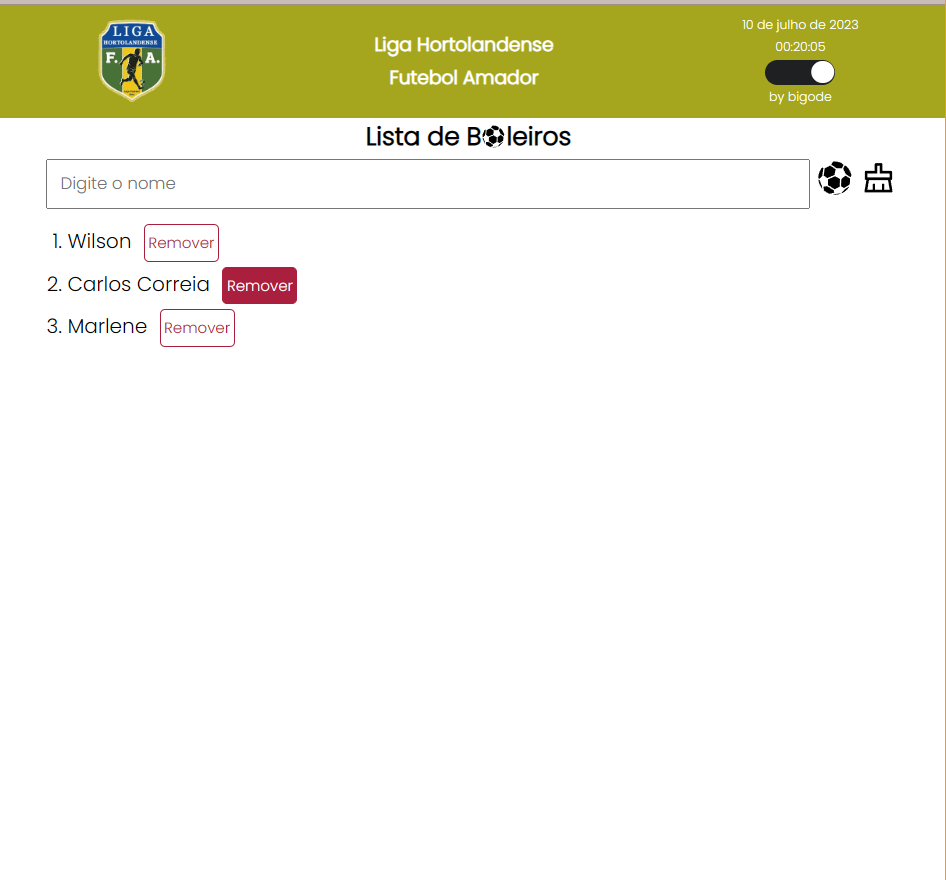 LIGA
HORTOLANDENSE
F. A.
Liga Hortolandense
Futebol Amador
10 de julho de 2023
00:20:05
by bigode
Lista de B⚽leiros
Digite o nome
1. Wilson Remover
2. Carlos Correia Remover
3. Marlene Remover